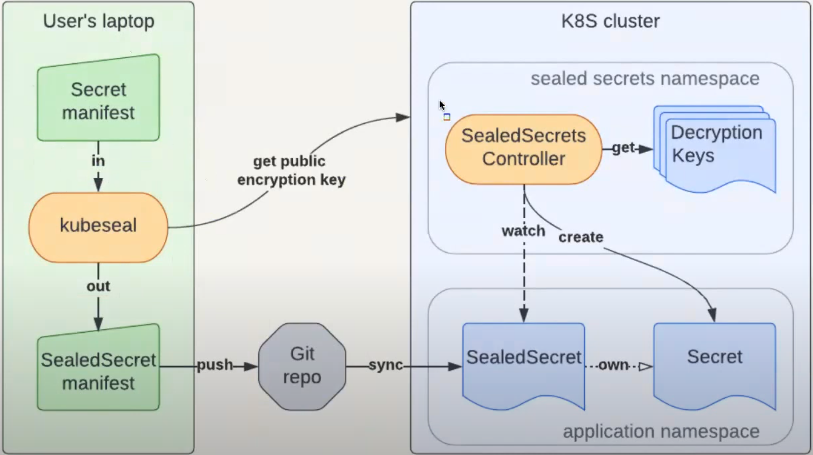 User's laptop
Secret
manifest
in
kubeseal
out
SealedSecret
manifest
get public
encryption key
push
Git
repo
sync
K8S cluster
sealed secrets namespace
SealedSecrets
Controller
get
Decryption
Keys
watch
create
SealedSecret
own
Secret
application namespace